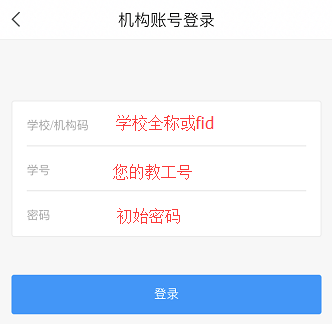 机构账号登录
学校/机构码 学校全称或fid
学号 您的教工号
密码 初始密码
登录